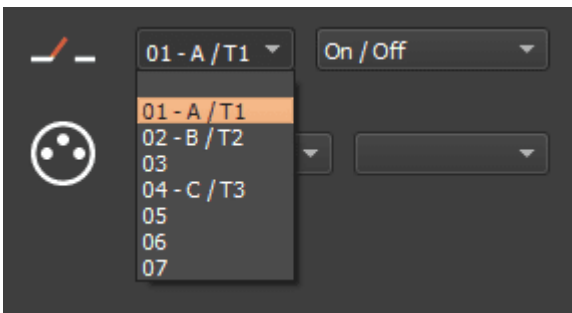 01 - A / T1
On / Off
01 - A / T1
02 - B / T2
03
04 - C / T3
05
06
07